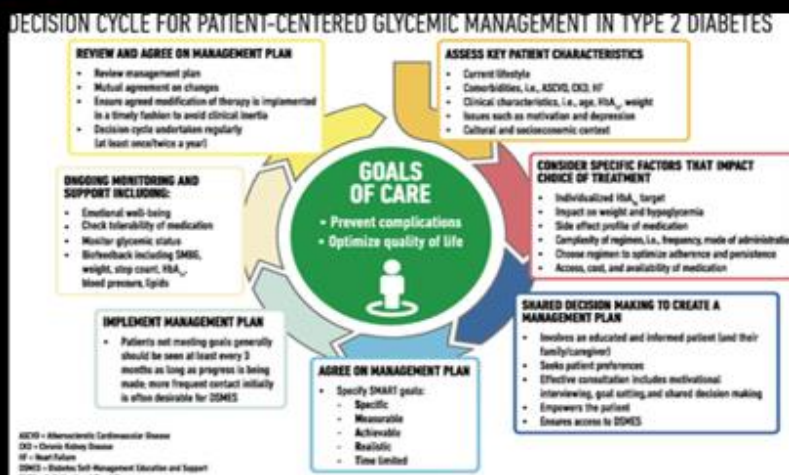 DECISION CYCLE FOR PATIENT-CENTERED GLYCEMIC MANAGEMENT IN TYPE 2 DIABETES
REVIEW AND AGREE ON MANAGEMENT PLAN
• Review management plan
• Mutual agreement on changes
• Ensure agreed modification of therapy is implemented
in a timely fashion to avoid clinical inertia
• Decision cycle undertaken regularly
(at least once/twice a year)
ASSESS KEY PATIENT CHARACTERISTICS
• Current lifestyle
• Comorbidities, i.e., ASCVD, CKD, HF
• Clinical characteristics, i.e., age, HbA1c, weight
• Issues such as motivation and depression
• Cultural and socioeconomic context
CONSIDER SPECIFIC FACTORS THAT IMPACT
CHOICE OF TREATMENT
• Individualized HbA1c target
• Impact on weight and hypoglycemia
• Side effect profile of medication
• Complexity of regimen, i.e., frequency, mode of administratio
• Choose regimen to optimize adherence and persistence
• Access, cost, and availability of medication
SHARED DECISION MAKING TO CREATE A
MANAGEMENT PLAN
• Involves an educated and informed patient (and their
family/caregiver)
• Seeks patient preferences
• Effective consultation includes motivational
interviewing, goal setting, and shared decision making
• Empowers the patient
• Ensures access to DSMES
AGREE ON MANAGEMENT PLAN
• Specify SMART goals:
- Specific
- Measurable
- Achievable
- Realistic
- Time limited
IMPLEMENT MANAGEMENT PLAN
• Patients not meeting goals generally
should be seen at least every 3
months as long as progress is being
made; more frequent contact initially
is often desirable for DSMES
ONGOING MONITORING AND
SUPPORT INCLUDING:
• Emotional well-being
• Check tolerability of medication
• Monitor glycemic status
• Biofeedback including SMBG,
weight, step count, HbA1c,
blood pressure, lipids
GOALS
OF CARE
• Prevent complications
• Optimize quality of life
ASCVD = Atherosclerotic Cardiovascular Disease
CKD = Chronic Kidney Disease
HF = Heart Failure
DSMES = Diabetes Self-Management Education and Support